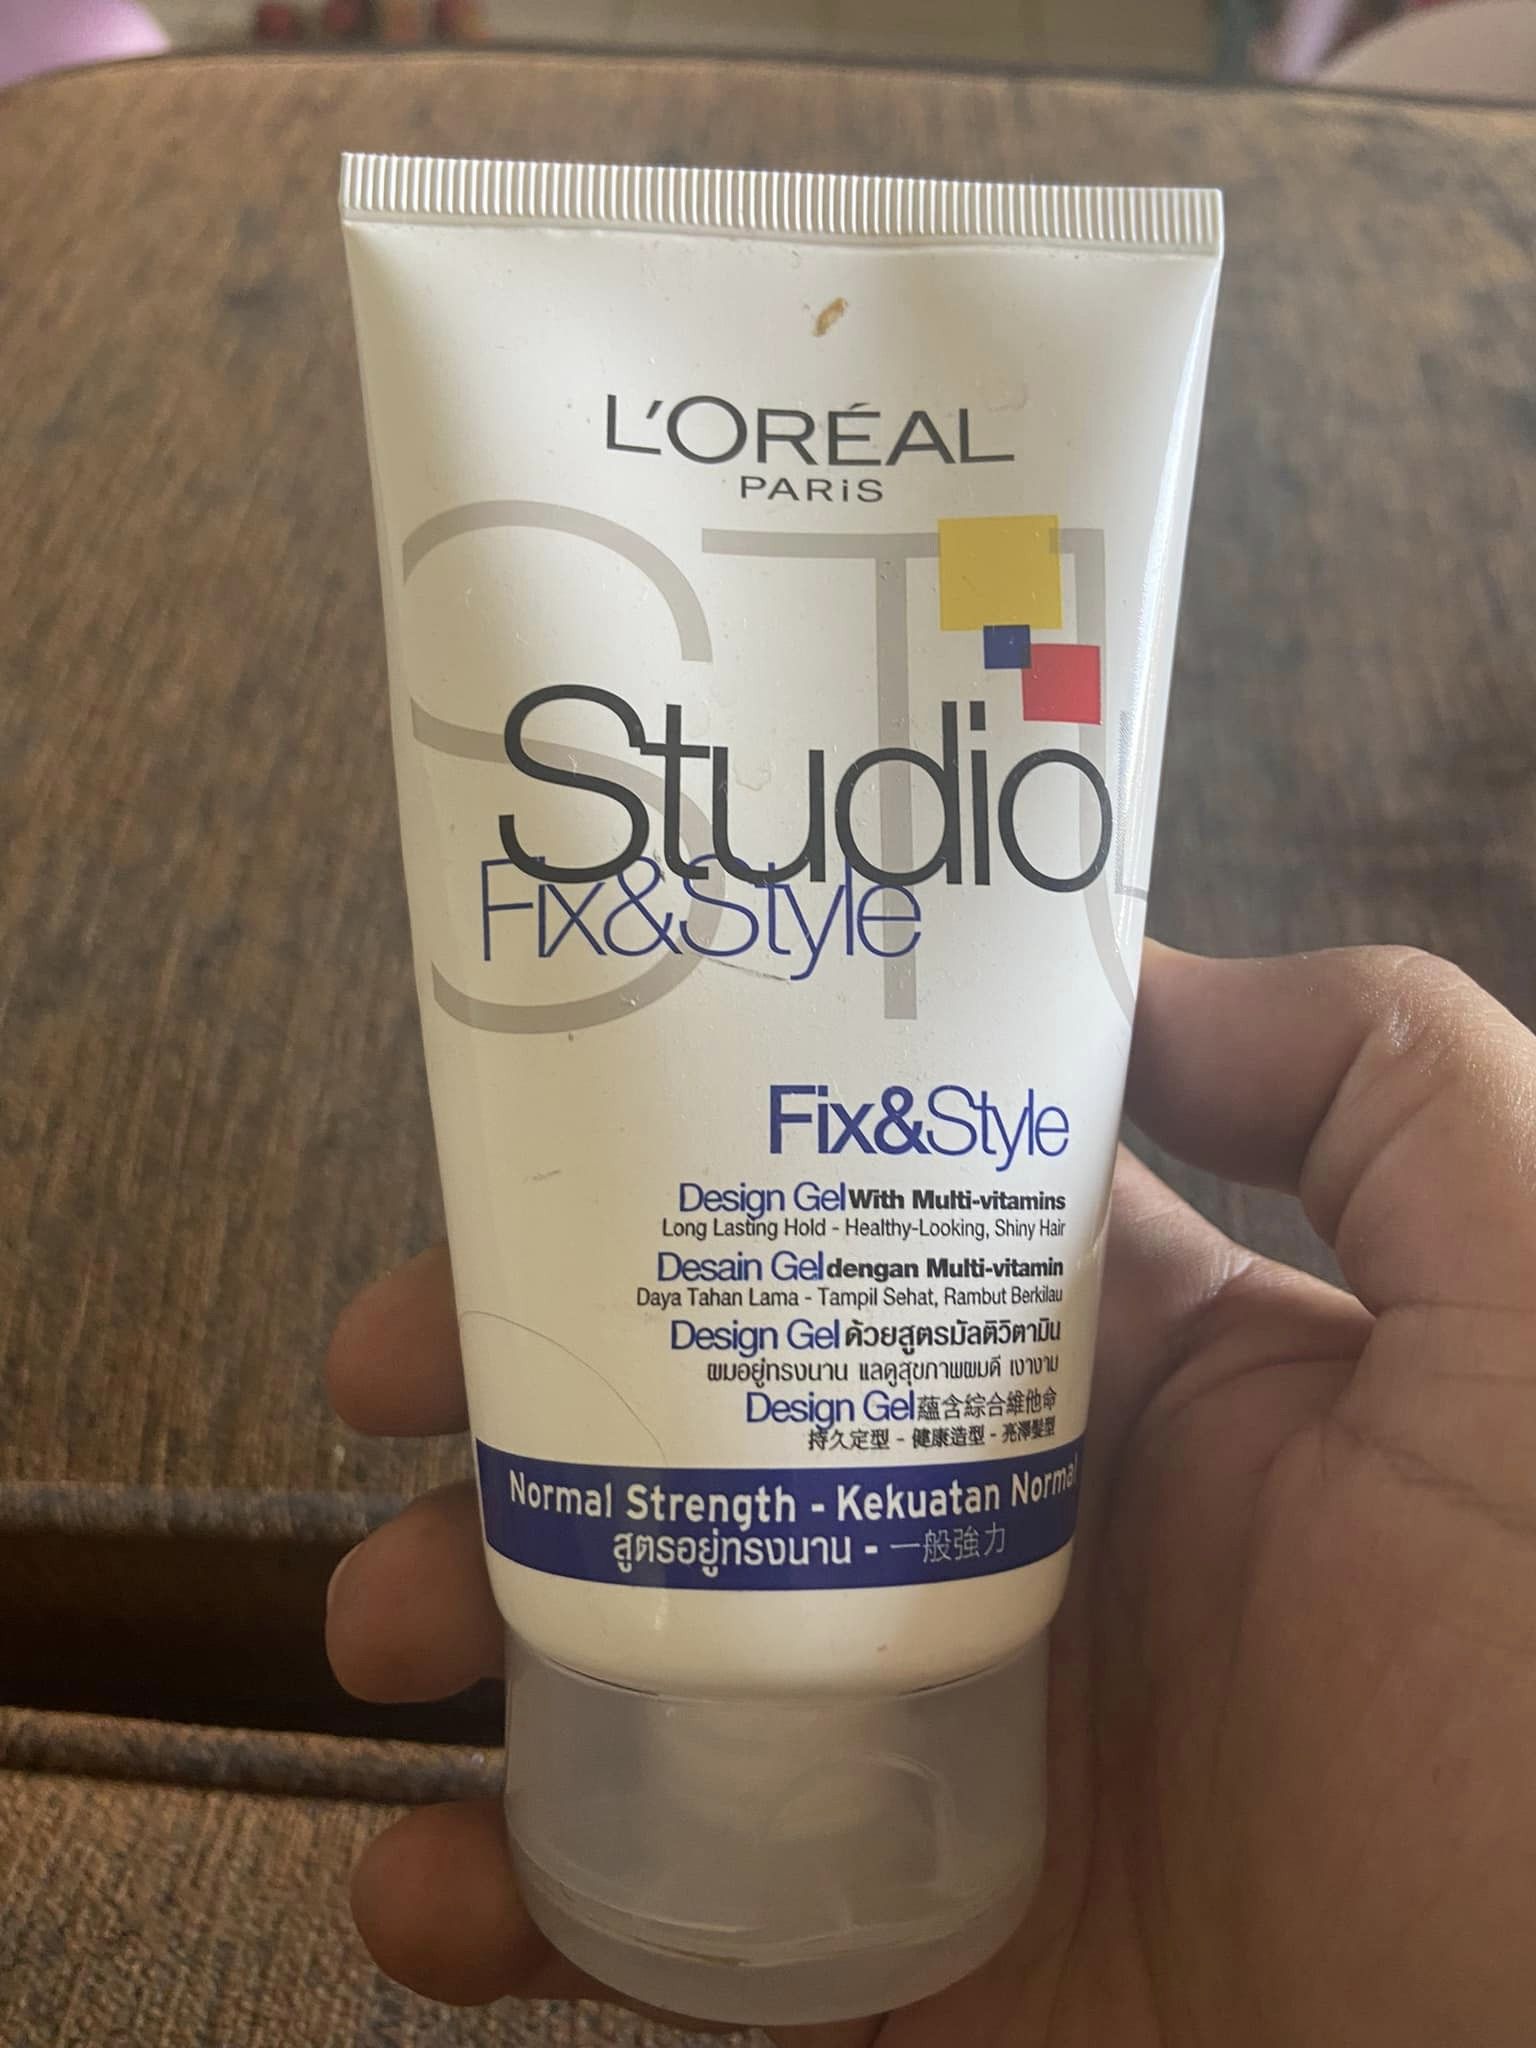 L'ORÉAL
PARiS
STU
Studio
Fix&Style
Fix&Style
Design Gel With Multi-vitamins
Long Lasting Hold - Healthy-Looking, Shiny Hair
Desain Gel dengan Multi-vitamin
Daya Tahan Lama - Tampil Sehat, Rambut Berkilau
Design Gel ด้วยสูตรมัลติวิตามิน
ผมอยู่ทรงนาน แลดูสุขภาพผมดี เงางาม
Design Gel 蘊含綜合維他命
持久定型 - 健康造型 - 亮澤髮型
Normal Strength - Kekuatan Normal
สูตรอยู่ทรงนาน - 一般強力